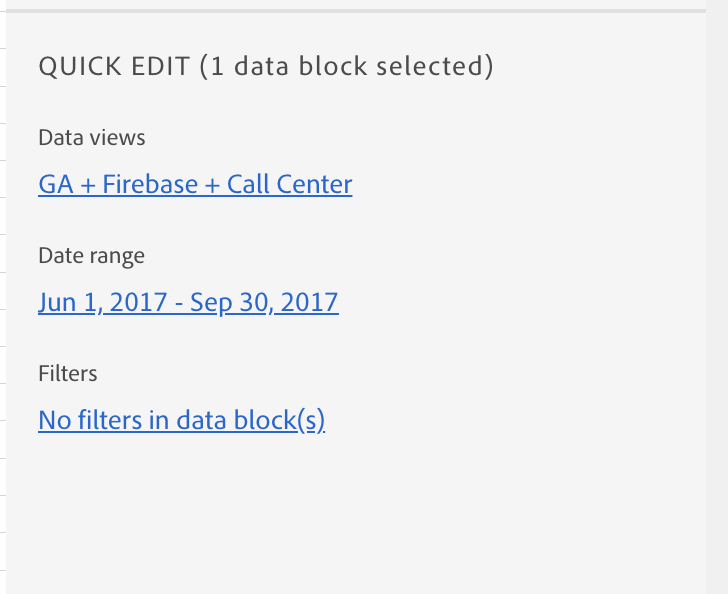 QUICK EDIT (1 data block selected)
Data views
GA + Firebase + Call Center
Date range
Jun 1, 2017 - Sep 30, 2017
Filters
No filters in data block(s)